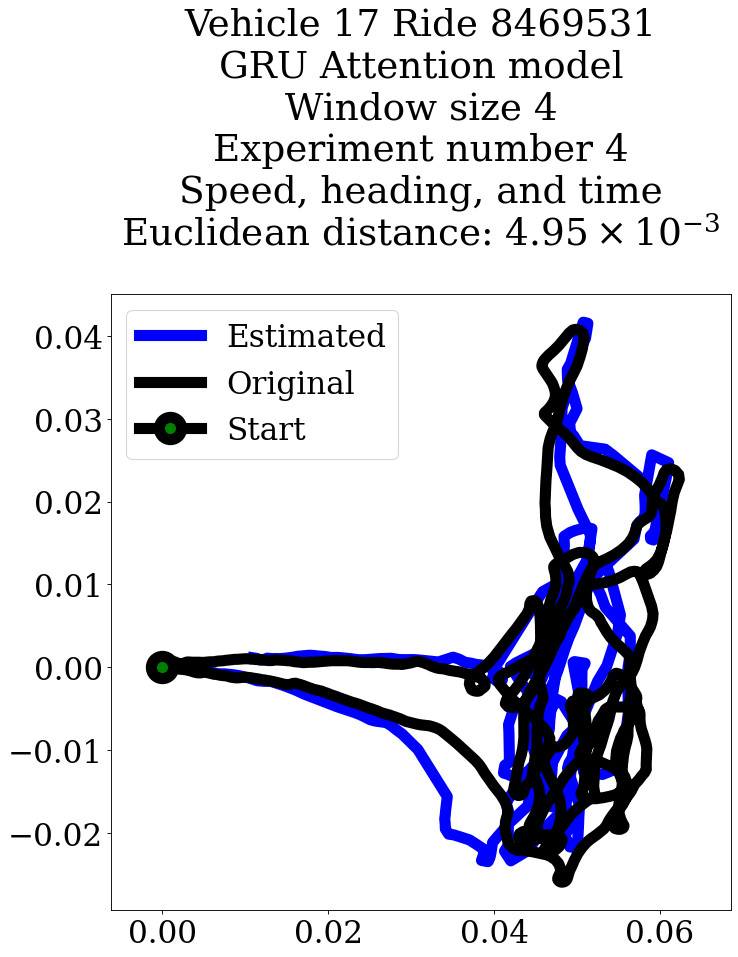 Vehicle 17 Ride 8469531
GRU Attention model
Window size 4
Experiment number 4
Speed, heading, and time
Euclidean distance: 4.95 × 10⁻³
Estimated
Original
Start
0.04
0.03
0.02
0.01
0.00
−0.01
−0.02
0.00 0.02 0.04 0.06